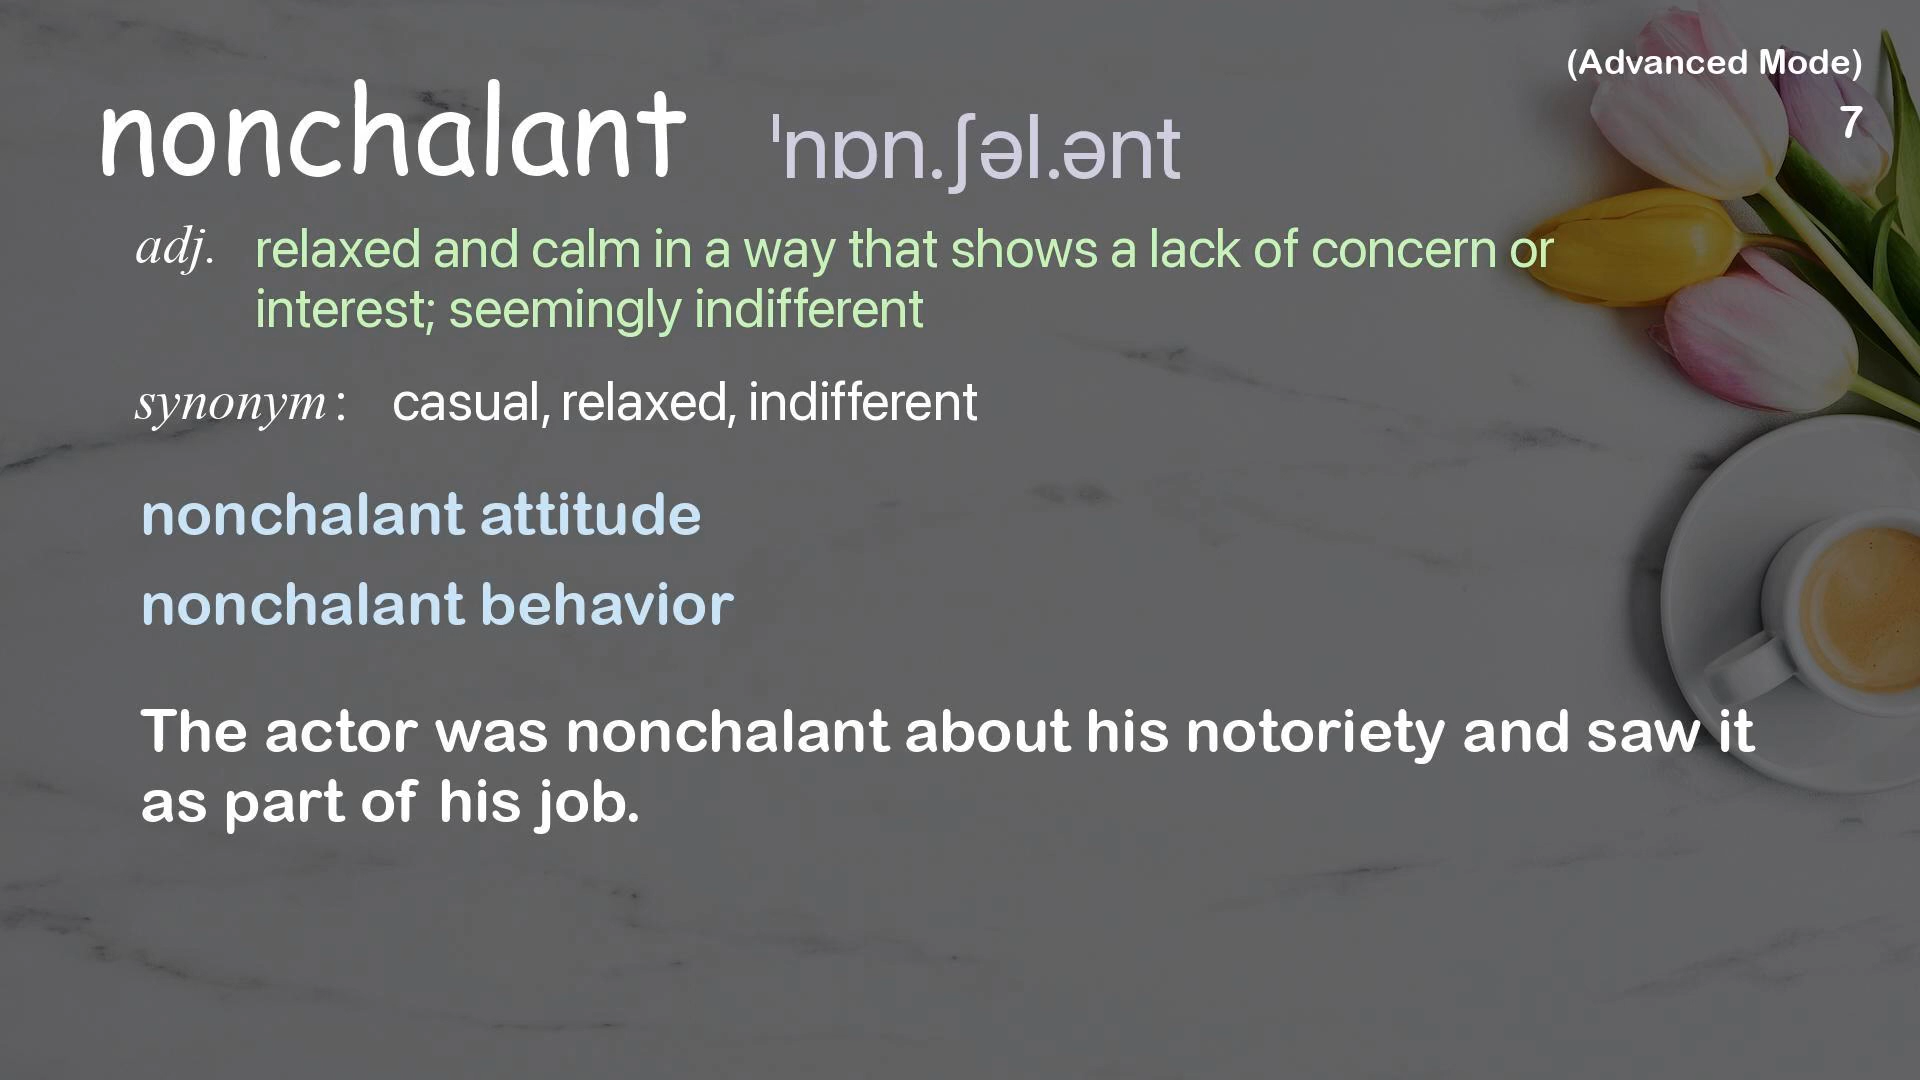 (Advanced Mode)
7
nonchalant ˈnɒn.ʃəl.ənt
adj. relaxed and calm in a way that shows a lack of concern or
interest; seemingly indifferent
synonym: casual, relaxed, indifferent
nonchalant attitude
nonchalant behavior
The actor was nonchalant about his notoriety and saw it
as part of his job.